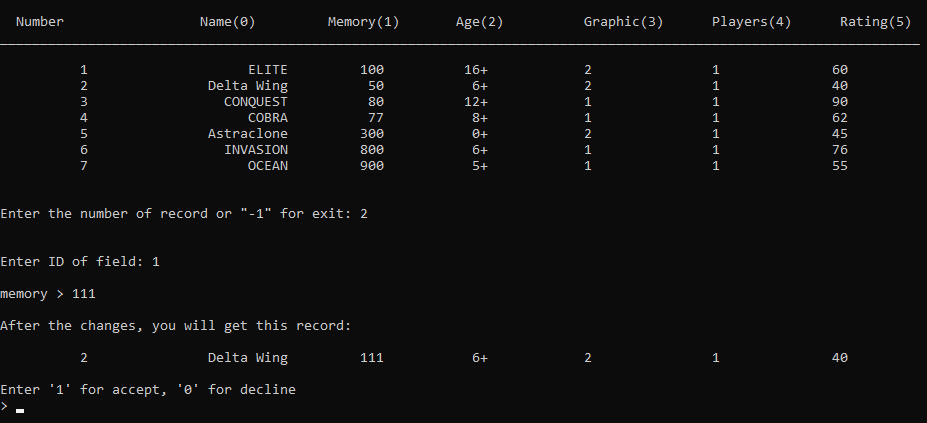 Number Name(0) Memory(1) Age(2) Graphic(3) Players(4) Rating(5)
1 ELITE 100 16+ 2 1 60
2 Delta Wing 50 6+ 2 1 40
3 CONQUEST 80 12+ 1 1 90
4 COBRA 77 8+ 1 1 62
5 Astraclone 300 0+ 2 1 45
6 INVASION 800 6+ 1 1 76
7 OCEAN 900 5+ 1 1 55
Enter the number of record or "-1" for exit: 2
Enter ID of field: 1
memory > 111
After the changes, you will get this record:
2 Delta Wing 111 6+ 2 1 40
Enter '1' for accept, '0' for decline
>